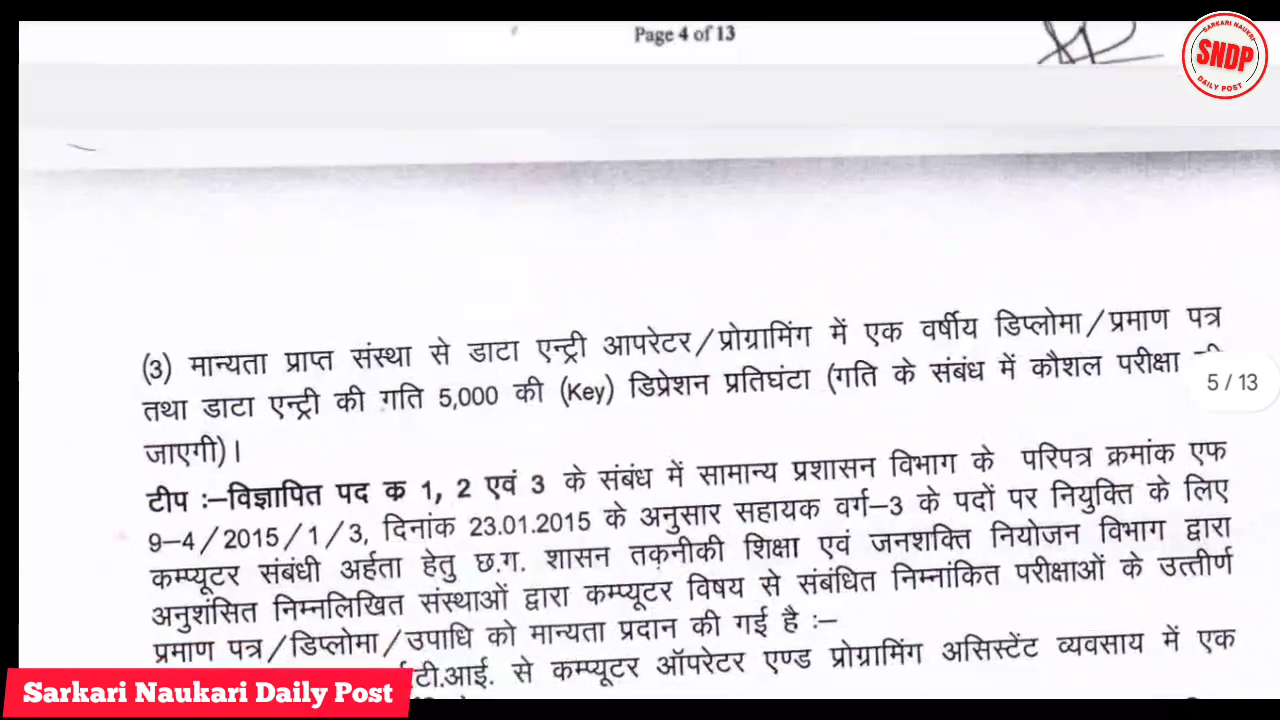 Page 4 of 13
SARKARI NAUKRI
SNDP
DAILY POST
(3) मान्यता प्राप्त संस्था से डाटा एन्ट्री आपरेटर/प्रोग्रामिंग में एक वर्षीय डिप्लोमा/प्रमाण पत्र
तथा डाटा एन्ट्री की गति 5,000 की (Key) डिप्रेशन प्रतिघंटा (गति के संबंध में कौशल परीक्षा
5 / 13
जाएगी)।
टीप :–विज्ञापित पद क 1, 2 एवं 3 के संबंध में सामान्य प्रशासन विभाग के परिपत्र क्रमांक एफ
9–4/2015/1/3, दिनांक 23.01.2015 के अनुसार सहायक वर्ग–3 के पदों पर नियुक्ति के लिए
कम्प्यूटर संबंधी अर्हता हेतु छ.ग. शासन तकनीकी शिक्षा एवं जनशक्ति नियोजन विभाग द्वारा
अनुशंसित निम्नलिखित संस्थाओं द्वारा कम्प्यूटर विषय से संबंधित निम्नांकित परीक्षाओं के उत्तीर्ण
प्रमाण पत्र/डिप्लोमा/उपाधि को मान्यता प्रदान की गई है :–
टी.आई. से कम्प्यूटर ऑपरेटर एण्ड प्रोग्रामिंग असिस्टेंट व्यवसाय में एक
Sarkari Naukari Daily Post